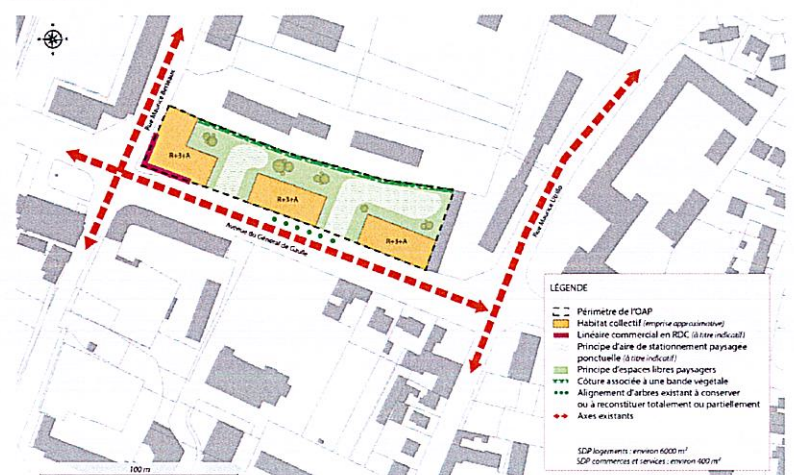 Rue Maurice Berteaux
R+3+A
R+3+A
R+3+A
Avenue du Général de Gaulle
Rue Maurice Utrillo
LÉGENDE
Périmètre de l'OAP
Habitat collectif (emprise approximative)
Linéaire commercial en RDC (à titre indicatif)
Principe d'aire de stationnement paysagée
ponctuelle (à titre indicatif)
Principe d'espaces libres paysagers
Côture associée à une bande végétale
Alignement d'arbres existant à conserver
ou à reconstituer totalement ou partiellement
Axes existants
SDP logements : environ 6000 m²
SDP commerces et services : environ 400 m²
100 m